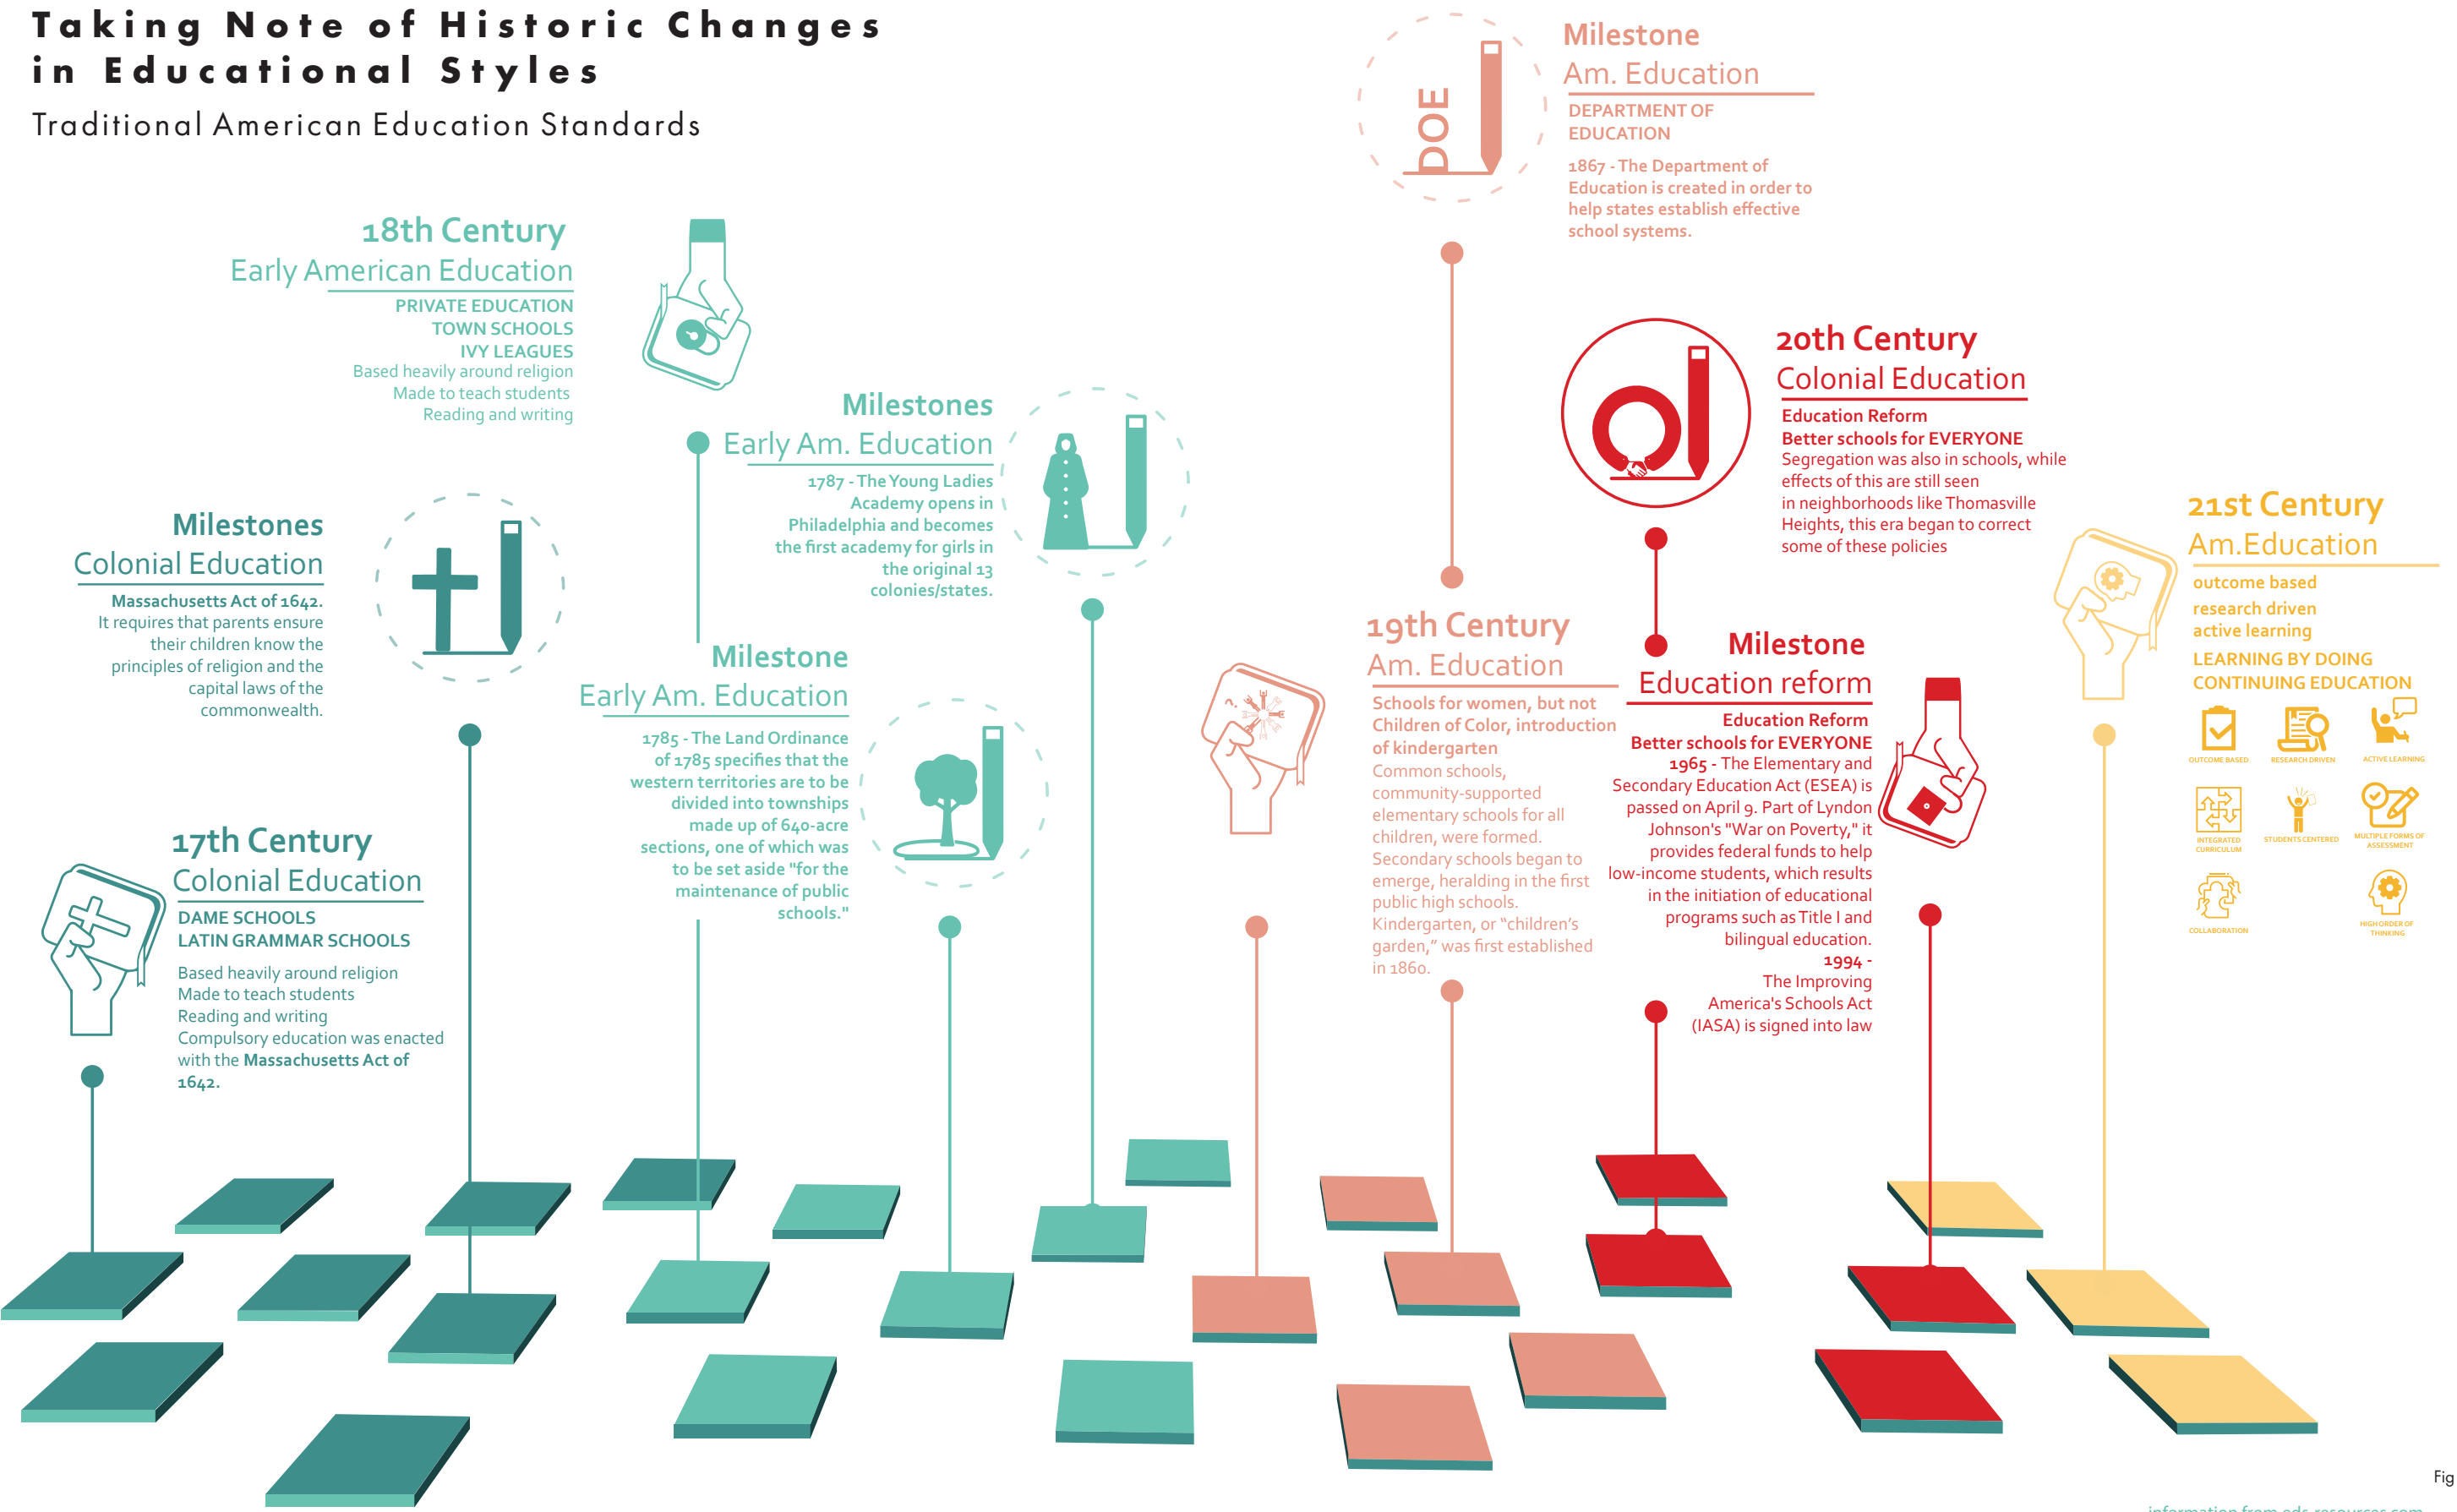 Taking Note of Historic Changes
in Educational Styles
Traditional American Education Standards
18th Century
Early American Education
PRIVATE EDUCATION
TOWN SCHOOLS
IVY LEAGUES
Based heavily around religion
Made to teach students
Reading and writing
Milestones
Colonial Education
Massachusetts Act of 1642.
It requires that parents ensure
their children know the
principles of religion and the
capital laws of the
commonwealth.
17th Century
Colonial Education
DAME SCHOOLS
LATIN GRAMMAR SCHOOLS
Based heavily around religion
Made to teach students
Reading and writing
Compulsory education was enacted
with the Massachusetts Act of
1642.
Milestones
Early Am. Education
1787 - The Young Ladies
Academy opens in
Philadelphia and becomes
the first academy for girls in
the original 13
colonies/states.
Milestone
Early Am. Education
1785 - The Land Ordinance
of 1785 specifies that the
western territories are to be
divided into townships
made up of 640-acre
sections, one of which was
to be set aside "for the
maintenance of public
schools."
DOE
Milestone
Am. Education
DEPARTMENT OF
EDUCATION
1867 - The Department of
Education is created in order to
help states establish effective
school systems.
19th Century
Am. Education
Schools for women, but not
Children of Color, introduction
of kindergarten
Common schools,
community-supported
elementary schools for all
children, were formed.
Secondary schools began to
emerge, heralding in the first
public high schools.
Kindergarten, or “children’s
garden,” was first established
in 1860.
?
20th Century
Colonial Education
Education Reform
Better schools for EVERYONE
Segregation was also in schools, while
effects of this are still seen
in neighborhoods like Thomasville
Heights, this era began to correct
some of these policies
Milestone
Education reform
Education Reform
Better schools for EVERYONE
1965 - The Elementary and
Secondary Education Act (ESEA) is
passed on April 9. Part of Lyndon
Johnson's "War on Poverty," it
provides federal funds to help
low-income students, which results
in the initiation of educational
programs such as Title I and
bilingual education.
1994 -
The Improving
America's Schools Act
(IASA) is signed into law
21st Century
Am.Education
outcome based
research driven
active learning
LEARNING BY DOING
CONTINUING EDUCATION
OUTCOME BASED
RESEARCH DRIVEN
ACTIVE LEARNING
INTEGRATED
CURRICULUM
STUDENTS CENTERED
MULTIPLE FORMS OF
ASSESSMENT
COLLABORATION
HIGH ORDER OF
THINKING
Fig
information from eds-resources.com